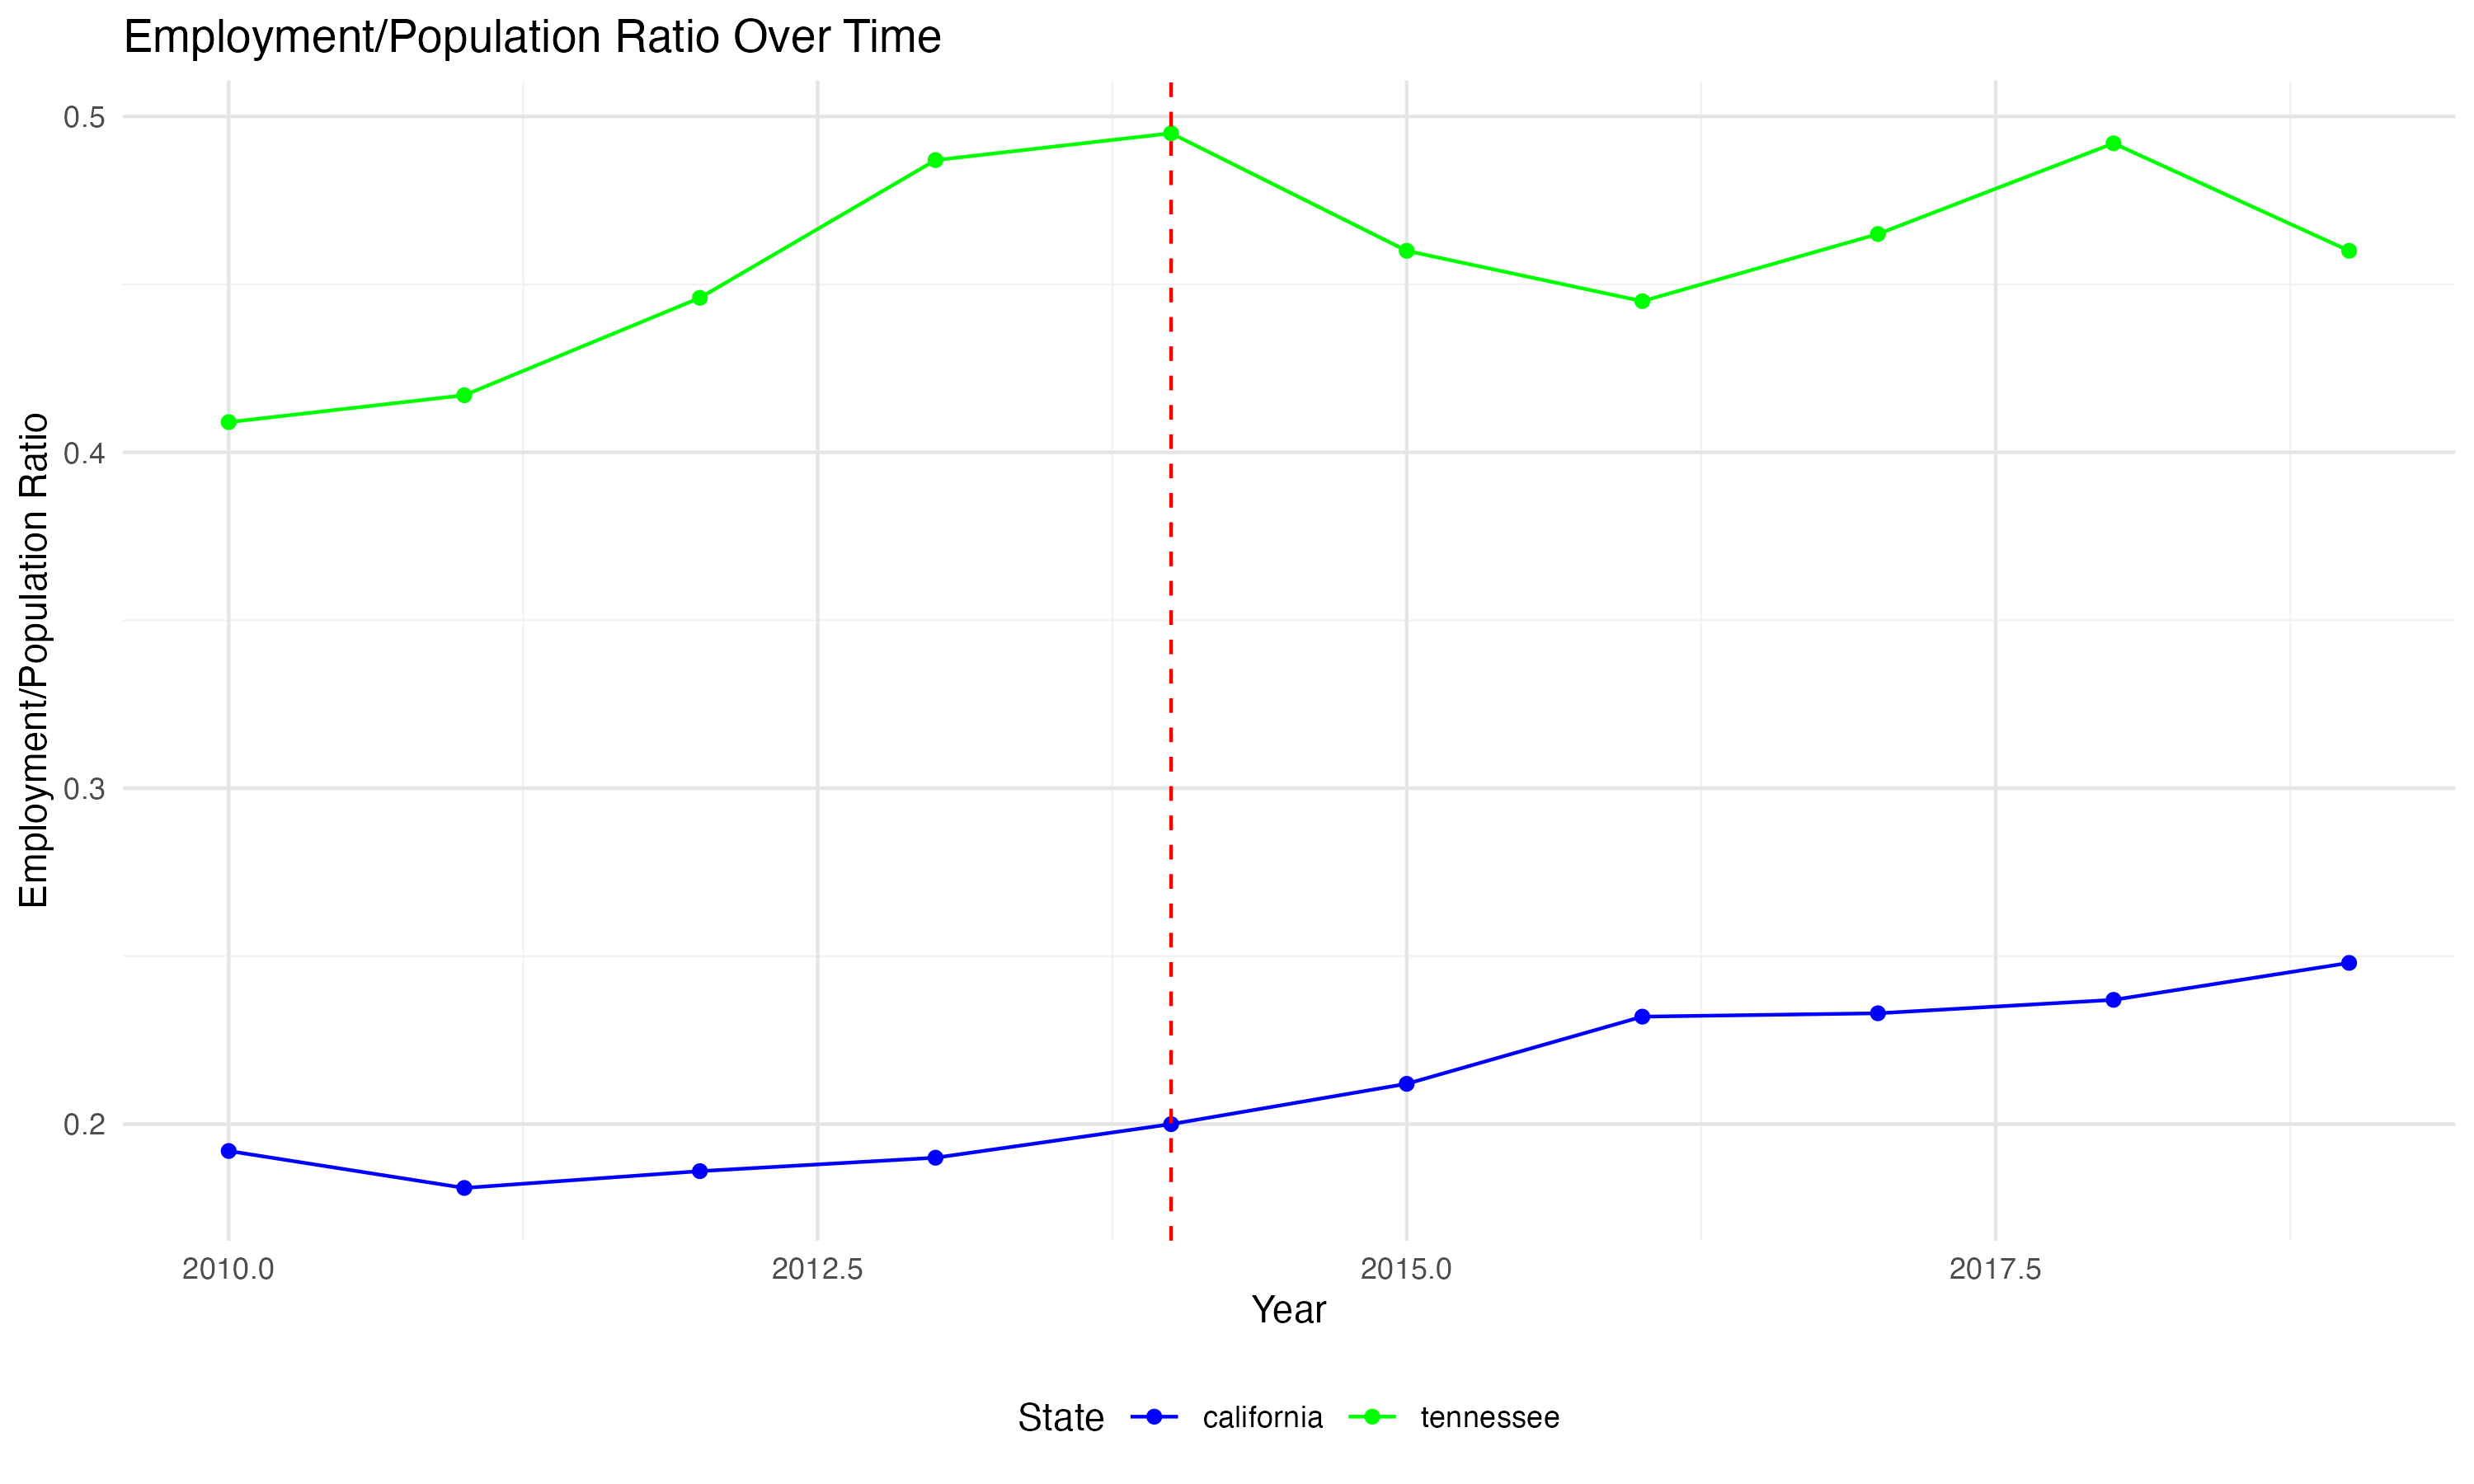 Employment/Population Ratio Over Time
Employment/Population Ratio
0.5
0.4
0.3
0.2
2010.0 2012.5 2015.0 2017.5
Year
State california tennessee